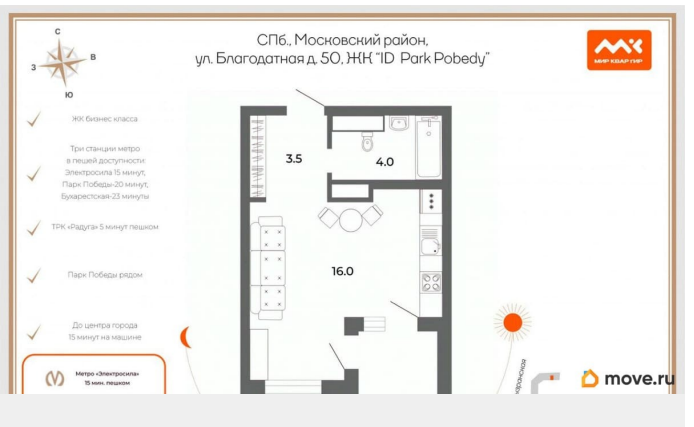 С
З
В
Ю
СПб., Московский район,
ул. Благодатная д. 50, ЖК "ID Park Pobedy"
МИР КВАРТИР
ЖК бизнес класса
Три станции метро
в пешей доступности:
Электросила 15 минут,
Парк Победы-20 минут,
Бухарестская-23 минуты
ТРК «Радуга» 5 минут пешком
Парк Победы рядом
До центра города
15 минут на машине
Метро «Электросила»
15 мин. пешком
3.5
4.0
16.0
move.ru